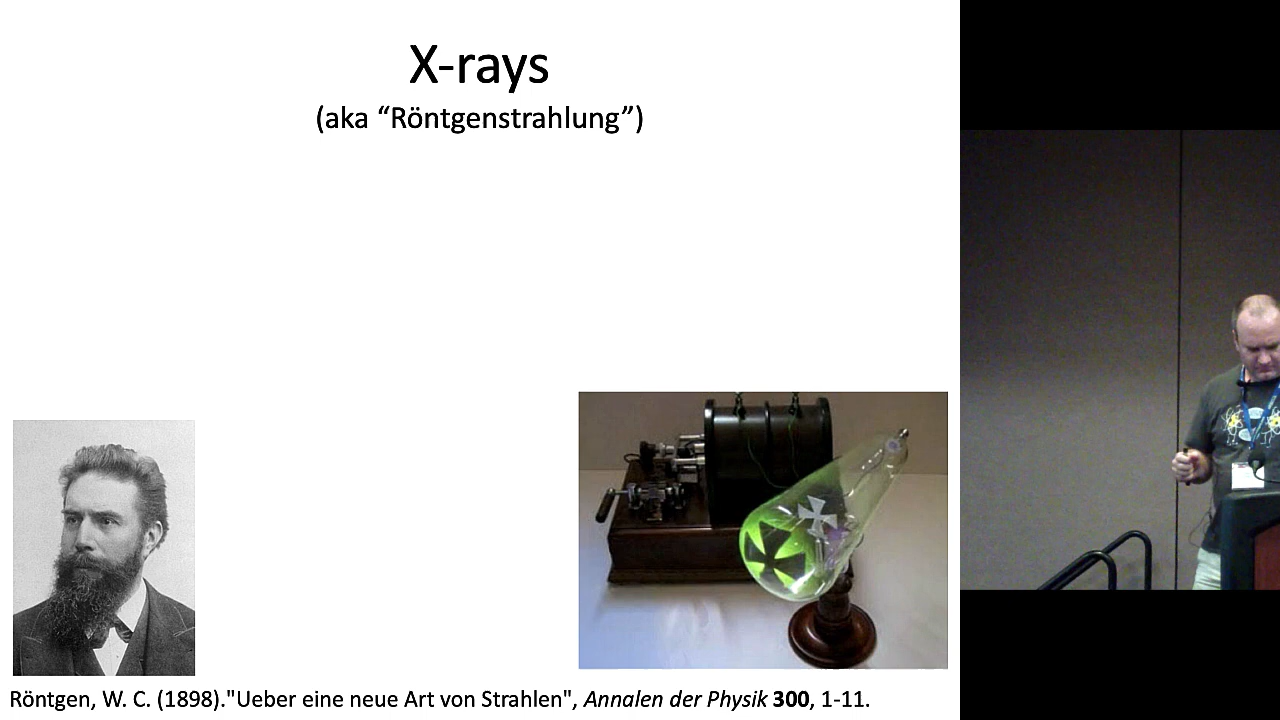 X-rays
(aka “Röntgenstrahlung”)
Röntgen, W. C. (1898)."Ueber eine neue Art von Strahlen", Annalen der Physik 300, 1-11.